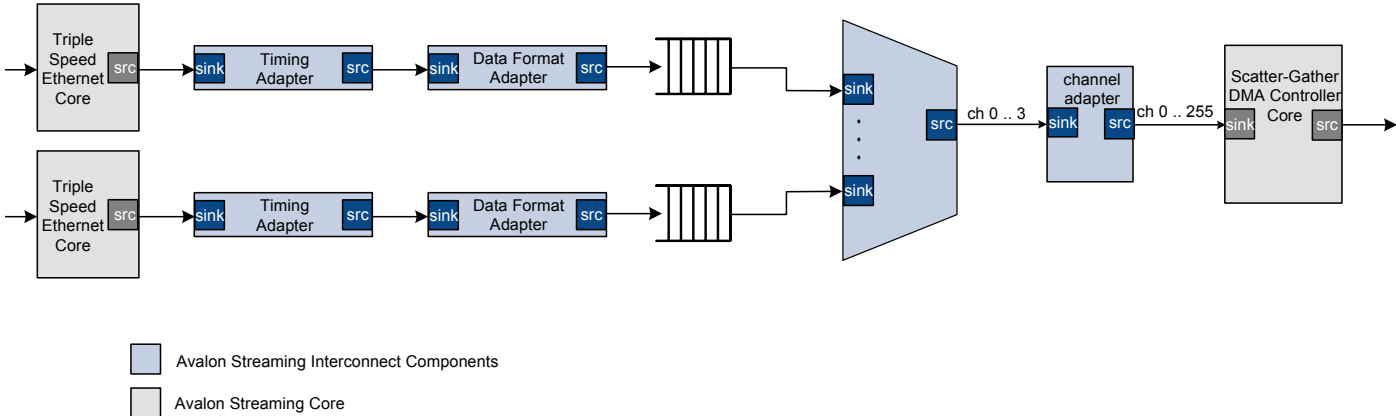 Triple
Speed
Ethernet
Core
src
sink
Timing
Adapter
src
sink
Data Format
Adapter
src
Triple
Speed
Ethernet
Core
src
sink
Timing
Adapter
src
sink
Data Format
Adapter
src
sink
sink
src
ch 0 .. 3
channel
adapter
sink
src
ch 0 .. 255
Scatter-Gather
DMA Controller
Core
sink
src
Avalon Streaming Interconnect Components
Avalon Streaming Core